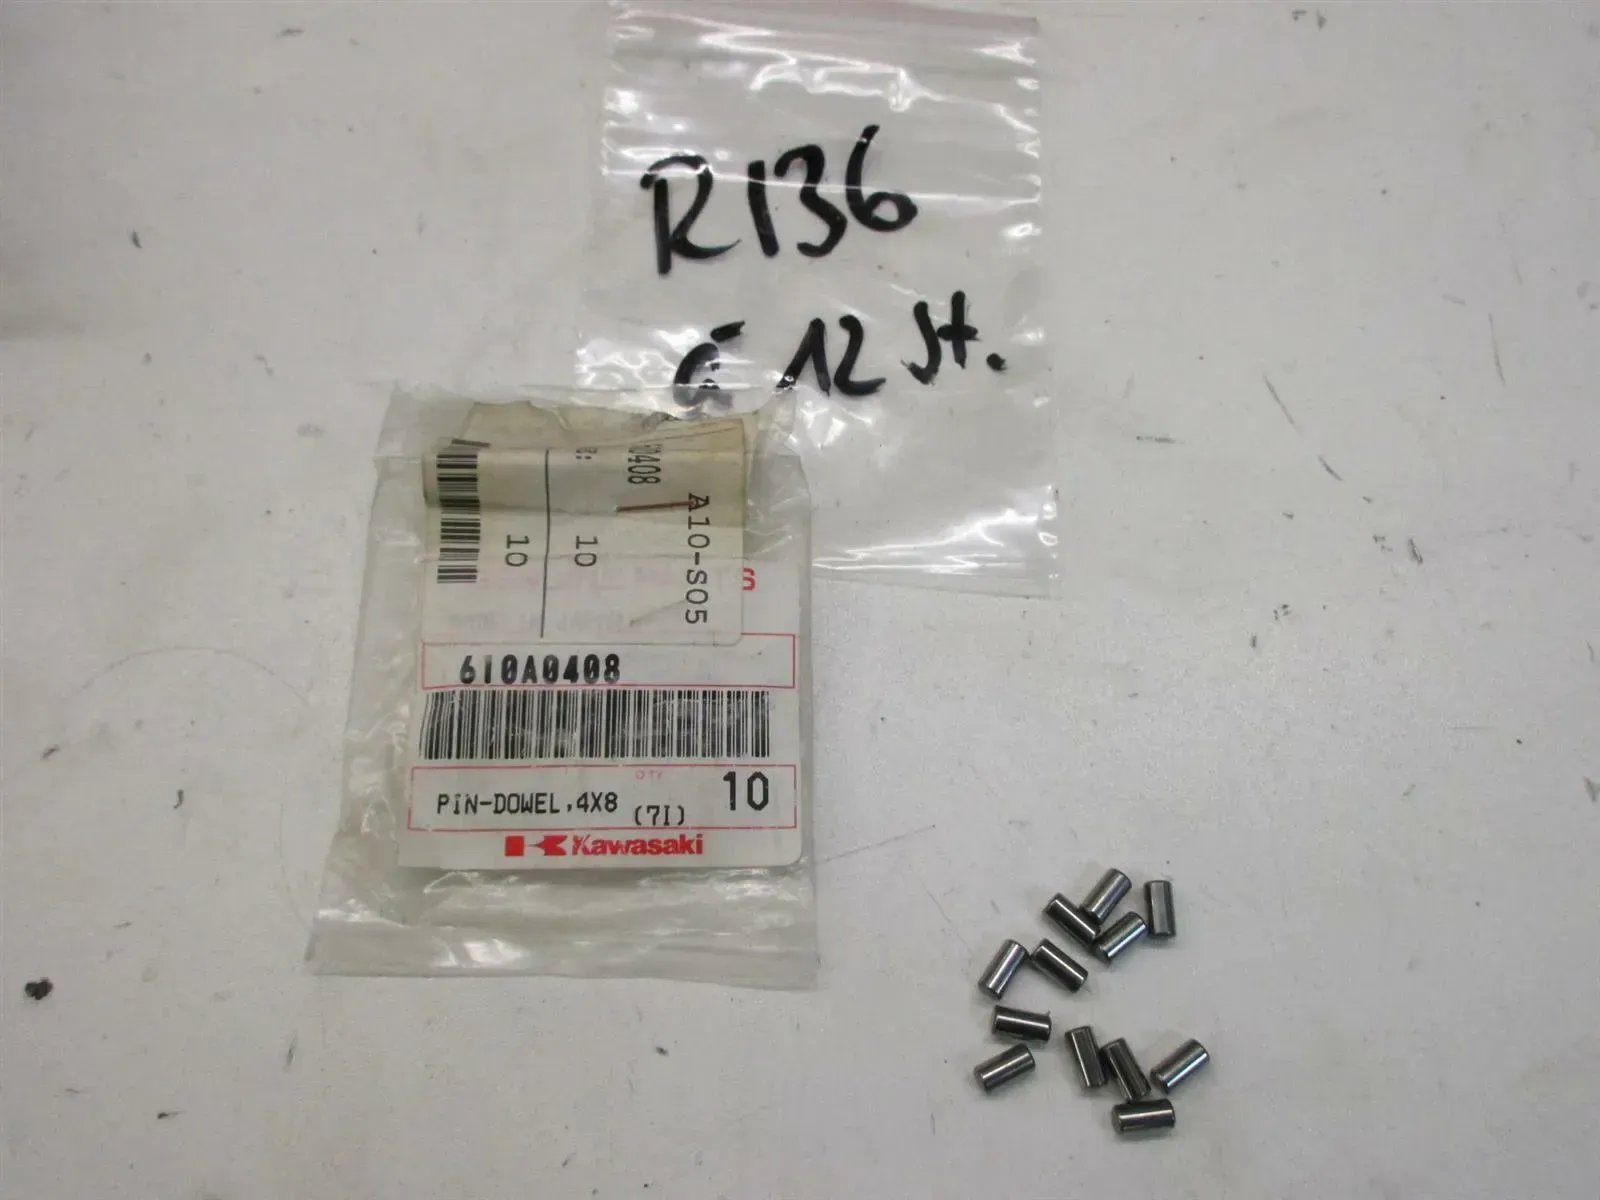 R136
á 12 St.
0408
A10-S05
10
10
S
610A0408
QTY
PIN-DOWEL,4X8
(7I)
10
Kawasaki